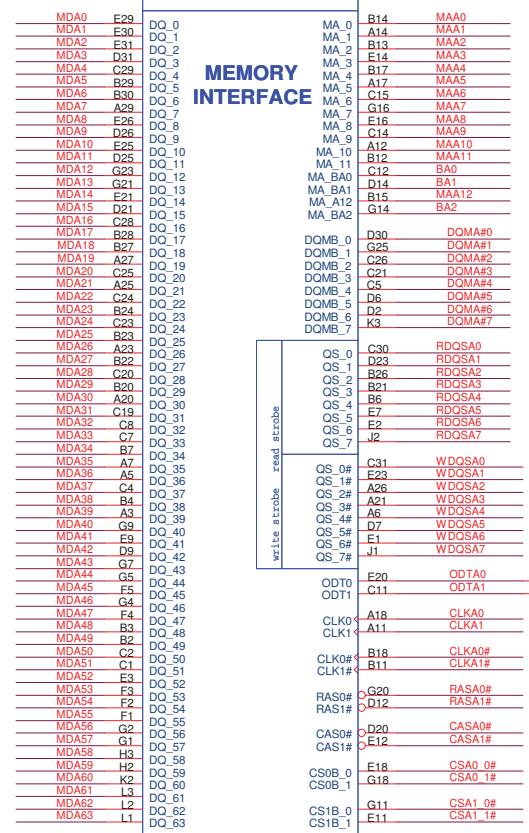 MEMORY
INTERFACE
MDA0 E29 DQ_0
MDA1 E30 DQ_1
MDA2 E31 DQ_2
MDA3 D31 DQ_3
MDA4 C29 DQ_4
MDA5 B29 DQ_5
MDA6 B30 DQ_6
MDA7 A29 DQ_7
MDA8 E26 DQ_8
MDA9 D26 DQ_9
MDA10 E25 DQ_10
MDA11 D25 DQ_11
MDA12 G23 DQ_12
MDA13 G21 DQ_13
MDA14 E21 DQ_14
MDA15 D21 DQ_15
MDA16 C28 DQ_16
MDA17 B28 DQ_17
MDA18 B27 DQ_18
MDA19 A27 DQ_19
MDA20 C25 DQ_20
MDA21 A25 DQ_21
MDA22 C24 DQ_22
MDA23 B24 DQ_23
MDA24 C23 DQ_24
MDA25 B23 DQ_25
MDA26 A23 DQ_26
MDA27 B22 DQ_27
MDA28 C20 DQ_28
MDA29 B20 DQ_29
MDA30 A20 DQ_30
MDA31 C19 DQ_31
MDA32 C8 DQ_32
MDA33 C7 DQ_33
MDA34 B7 DQ_34
MDA35 A7 DQ_35
MDA36 A5 DQ_36
MDA37 C4 DQ_37
MDA38 B4 DQ_38
MDA39 A3 DQ_39
MDA40 G9 DQ_40
MDA41 E9 DQ_41
MDA42 D9 DQ_42
MDA43 G7 DQ_43
MDA44 G5 DQ_44
MDA45 F5 DQ_45
MDA46 G4 DQ_46
MDA47 F4 DQ_47
MDA48 B3 DQ_48
MDA49 B2 DQ_49
MDA50 C2 DQ_50
MDA51 C1 DQ_51
MDA52 E3 DQ_52
MDA53 F3 DQ_53
MDA54 F2 DQ_54
MDA55 F1 DQ_55
MDA56 G2 DQ_56
MDA57 G1 DQ_57
MDA58 H3 DQ_58
MDA59 H2 DQ_59
MDA60 K2 DQ_60
MDA61 L3 DQ_61
MDA62 L2 DQ_62
MDA63 L1 DQ_63
MA_0 B14 MAA0
MA_1 A14 MAA1
MA_2 B13 MAA2
MA_3 E14 MAA3
MA_4 B17 MAA4
MA_5 A17 MAA5
MA_6 C15 MAA6
MA_7 G16 MAA7
MA_8 E16 MAA8
MA_9 C14 MAA9
MA_10 A12 MAA10
MA_11 B12 MAA11
MA_BA0 C12 BA0
MA_BA1 D14 BA1
MA_A12 B15 MAA12
MA_BA2 G14 BA2
DQMB_0 D30 DQMA#0
DQMB_1 G25 DQMA#1
DQMB_2 C26 DQMA#2
DQMB_3 C21 DQMA#3
DQMB_4 C5 DQMA#4
DQMB_5 D6 DQMA#5
DQMB_6 D2 DQMA#6
DQMB_7 K3 DQMA#7
read strobe
QS_0 C30 RDQSA0
QS_1 D23 RDQSA1
QS_2 B26 RDQSA2
QS_3 B21 RDQSA3
QS_4 B6 RDQSA4
QS_5 E7 RDQSA5
QS_6 E2 RDQSA6
QS_7 J2 RDQSA7
write strobe
QS_0# C31 WDQSA0
QS_1# E23 WDQSA1
QS_2# A26 WDQSA2
QS_3# A21 WDQSA3
QS_4# A6 WDQSA4
QS_5# D7 WDQSA5
QS_6# E1 WDQSA6
QS_7# J1 WDQSA7
ODT0 E20 ODTA0
ODT1 C11 ODTA1
CLK0 A18 CLKA0
CLK1 A11 CLKA1
CLK0# B18 CLKA0#
CLK1# B11 CLKA1#
RAS0# G20 RASA0#
RAS1# D12 RASA1#
CAS0# D20 CASA0#
CAS1# E12 CASA1#
CS0B_0 E18 CSA0_0#
CS0B_1 G18 CSA0_1#
CS1B_0 G11 CSA1_0#
CS1B_1 E11 CSA1_1#